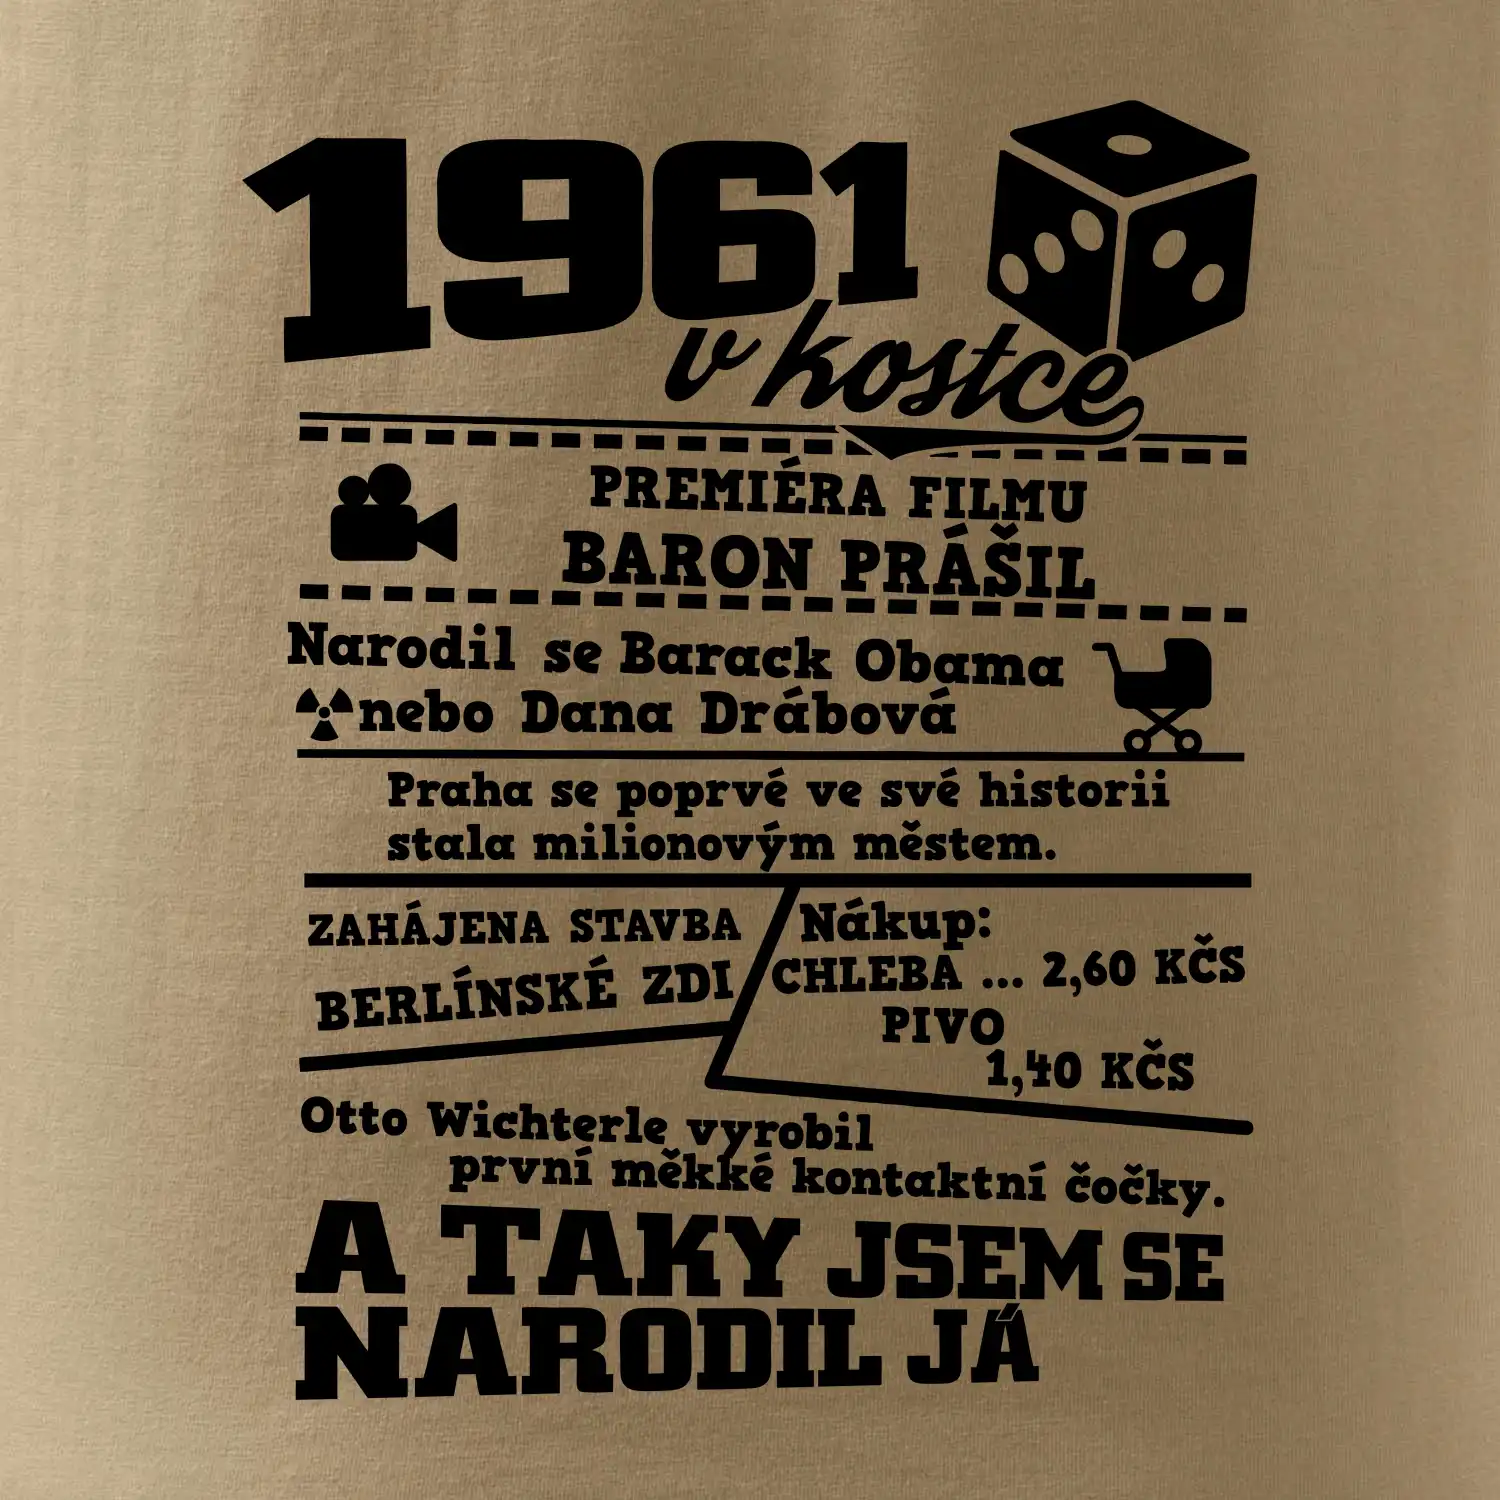 1961
v kostce
PREMIÉRA FILMU
BARON PRÁŠIL
Narodil se Barack Obama
nebo Dana Drábová
Praha se poprvé ve své historii
stala milionovým městem.
ZAHÁJENA STAVBA
BERLÍNSKÉ ZDI
Nákup:
CHLEBA ... 2,60 KČS
PIVO
1,40 KČS
Otto Wichterle vyrobil
první měkké kontaktní čočky.
A TAKY JSEM SE
NARODIL JÁ